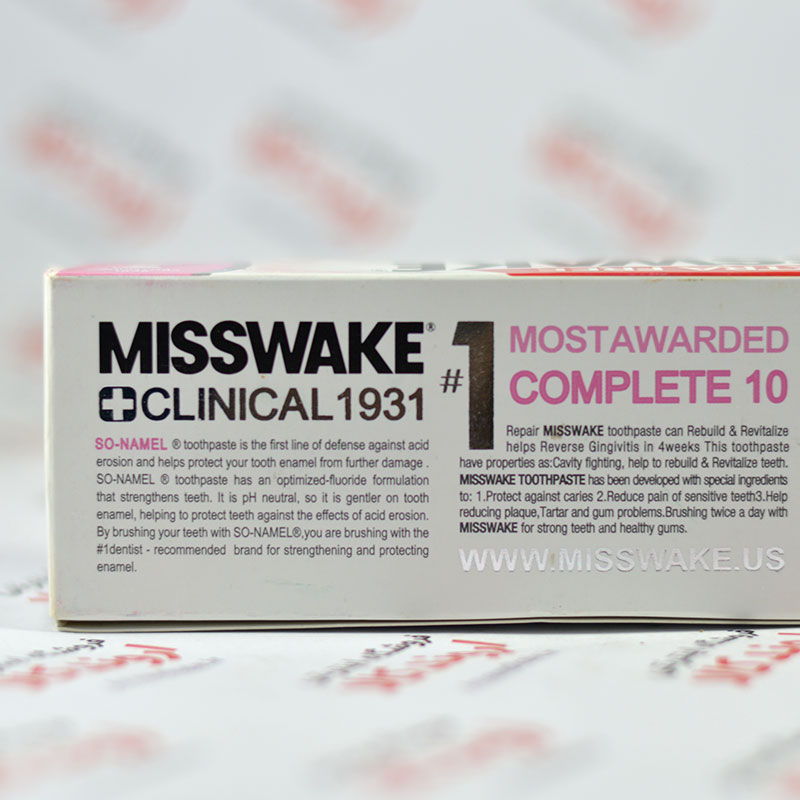 MISSWAKE®
CLINICAL 1931
SO-NAMEL ® toothpaste is the first line of defense against acid
erosion and helps protect your tooth enamel from further damage .
SO-NAMEL ® toothpaste has an optimized-fluoride formulation
that strengthens teeth. It is pH neutral, so it is gentler on tooth
enamel, helping to protect teeth against the effects of acid erosion.
By brushing your teeth with SO-NAMEL®,you are brushing with the
#1dentist - recommended brand for strengthening and protecting
enamel.
#1
MOST AWARDED
COMPLETE 10
Repair MISSWAKE toothpaste can Rebuild & Revitalize
helps Reverse Gingivitis in 4weeks This toothpaste
have properties as:Cavity fighting, help to rebuild & Revitalize teeth.
MISSWAKE TOOTHPASTE has been developed with special ingredients
to: 1.Protect against caries 2.Reduce pain of sensitive teeth3.Help
reducing plaque,Tartar and gum problems.Brushing twice a day with
MISSWAKE for strong teeth and healthy gums.
WWW.MISSWAKE.US